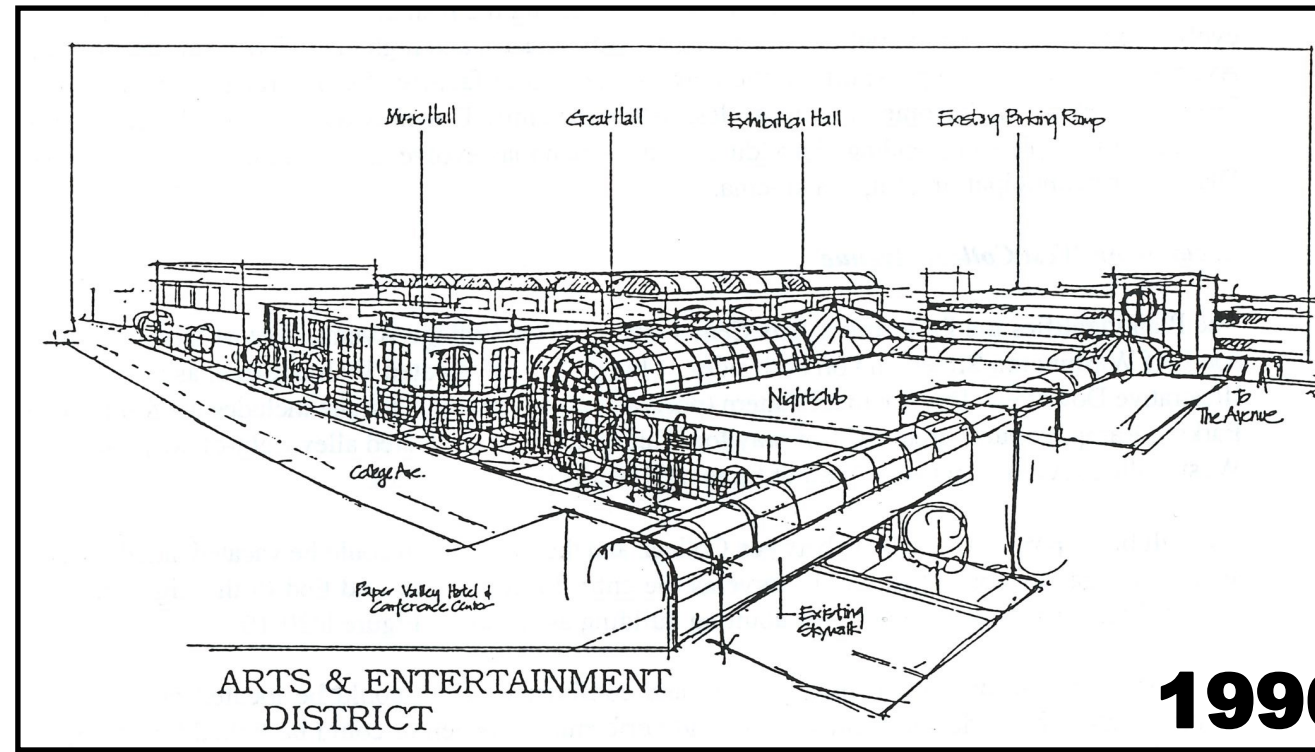 Music Hall
Great Hall
Exhibition Hall
Existing Parking Ramp
Nightclub
To
The Avenue
College Ave.
Paper Valley Hotel &
Conference Center
Existing
Skywalk
ARTS & ENTERTAINMENT
DISTRICT